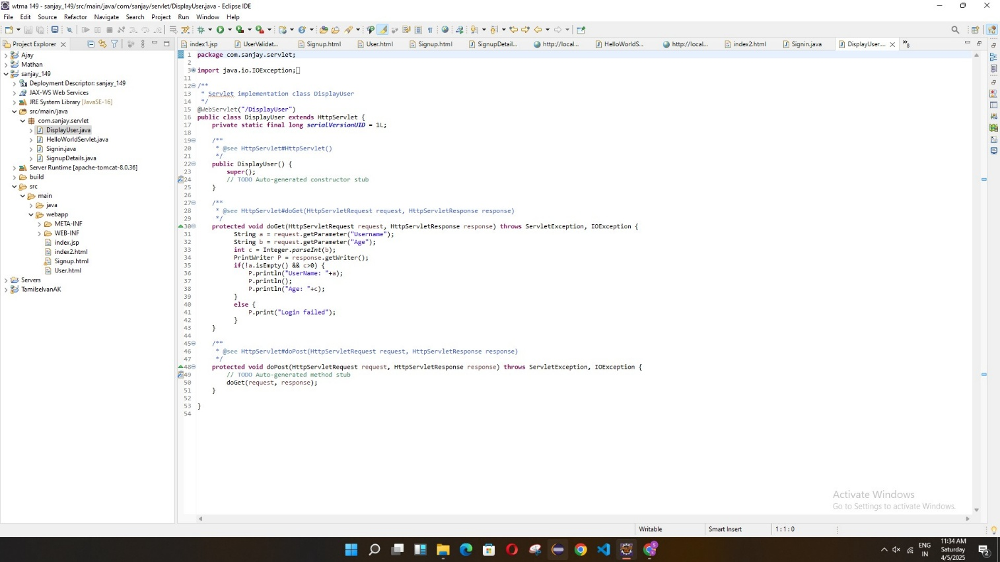 wtma 149 - sanjay_149/src/main/java/com/sanjay/servlet/DisplayUser.java - Eclipse IDE
File Edit Source Refactor Navigate Search Project Run Window Help
Project Explorer
index1.jsp UserValidat... Signup.html User.html Signup.html SignupDetail... http://local... HelloWorldS... http://local... index2.html Signin.java DisplayUser.... »8
Ajay
Mathan
sanjay_149
Deployment Descriptor: sanjay_149
JAX-WS Web Services
JRE System Library [JavaSE-16]
src/main/java
com.sanjay.servlet
DisplayUser.java
HelloWorldServlet.java
Signin.java
SignupDetails.java
Server Runtime [apache-tomcat-8.0.36]
build
src
main
java
webapp
META-INF
WEB-INF
index.jsp
index2.html
Signup.html
User.html
Servers
TamilselvanAK
1 package com.sanjay.servlet;
2
3 import java.io.IOException;
11
12 /**
13 * Servlet implementation class DisplayUser
14 */
15 @WebServlet("/DisplayUser")
16 public class DisplayUser extends HttpServlet {
17 private static final long serialVersionUID = 1L;
18
19 /**
20 * @see HttpServlet#HttpServlet()
21 */
22 public DisplayUser() {
23 super();
24 // TODO Auto-generated constructor stub
25 }
26
27 /**
28 * @see HttpServlet#doGet(HttpServletRequest request, HttpServletResponse response)
29 */
30 protected void doGet(HttpServletRequest request, HttpServletResponse response) throws ServletException, IOException {
31 String a = request.getParameter("Username");
32 String b = request.getParameter("Age");
33 int c = Integer.parseInt(b);
34 PrintWriter P = response.getWriter();
35 if(!a.isEmpty() && c>0) {
36 P.println("UserName: "+a);
37 P.println();
38 P.println("Age: "+c);
39 }
40 else {
41 P.print("Login failed");
42 }
43 }
44
45 /**
46 * @see HttpServlet#doPost(HttpServletRequest request, HttpServletResponse response)
47 */
48 protected void doPost(HttpServletRequest request, HttpServletResponse response) throws ServletException, IOException {
49 // TODO Auto-generated method stub
50 doGet(request, response);
51 }
52
53 }
54
Activate Windows
Go to Settings to activate Windows.
Writable Smart Insert 1 : 1 : 0
ENG
IN
11:34 AM
Saturday
4/5/2025
2